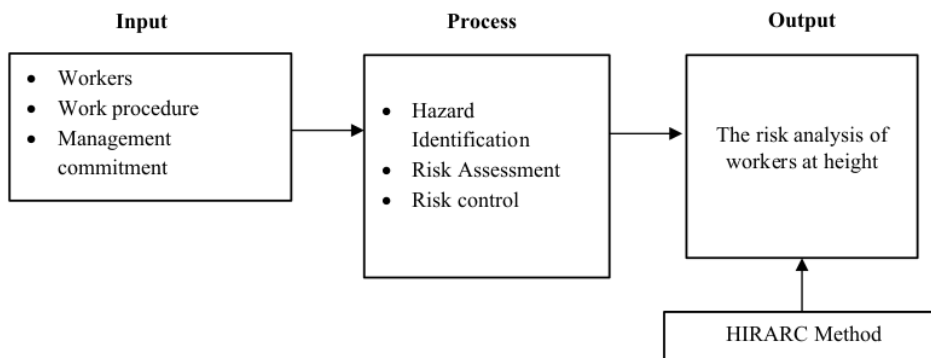 Input
Process
Output
• Workers
• Work procedure
• Management
commitment
• Hazard
Identification
• Risk Assessment
• Risk control
The risk analysis of
workers at height
HIRARC Method